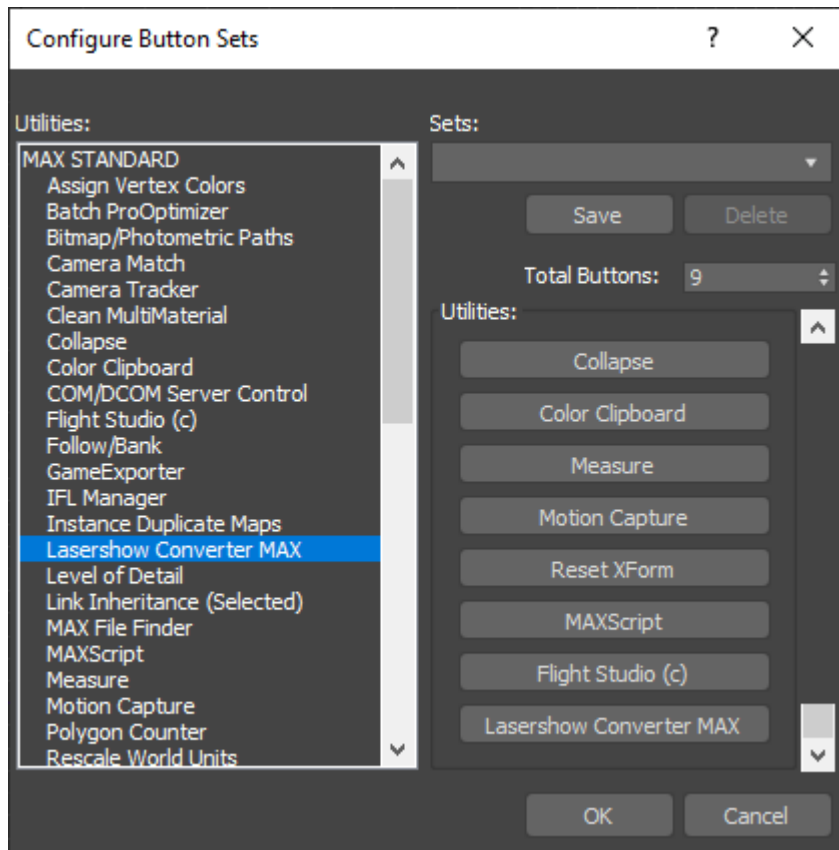 Configure Button Sets
?
Utilities:
MAX STANDARD
Assign Vertex Colors
Batch ProOptimizer
Bitmap/Photometric Paths
Camera Match
Camera Tracker
Clean MultiMaterial
Collapse
Color Clipboard
COM/DCOM Server Control
Flight Studio (c)
Follow/Bank
GameExporter
IFL Manager
Instance Duplicate Maps
Lasershow Converter MAX
Level of Detail
Link Inheritance (Selected)
MAX File Finder
MAXScript
Measure
Motion Capture
Polygon Counter
Rescale World Units
Sets:
Save
Delete
Total Buttons: 9
Utilities:
Collapse
Color Clipboard
Measure
Motion Capture
Reset XForm
MAXScript
Flight Studio (c)
Lasershow Converter MAX
OK
Cancel